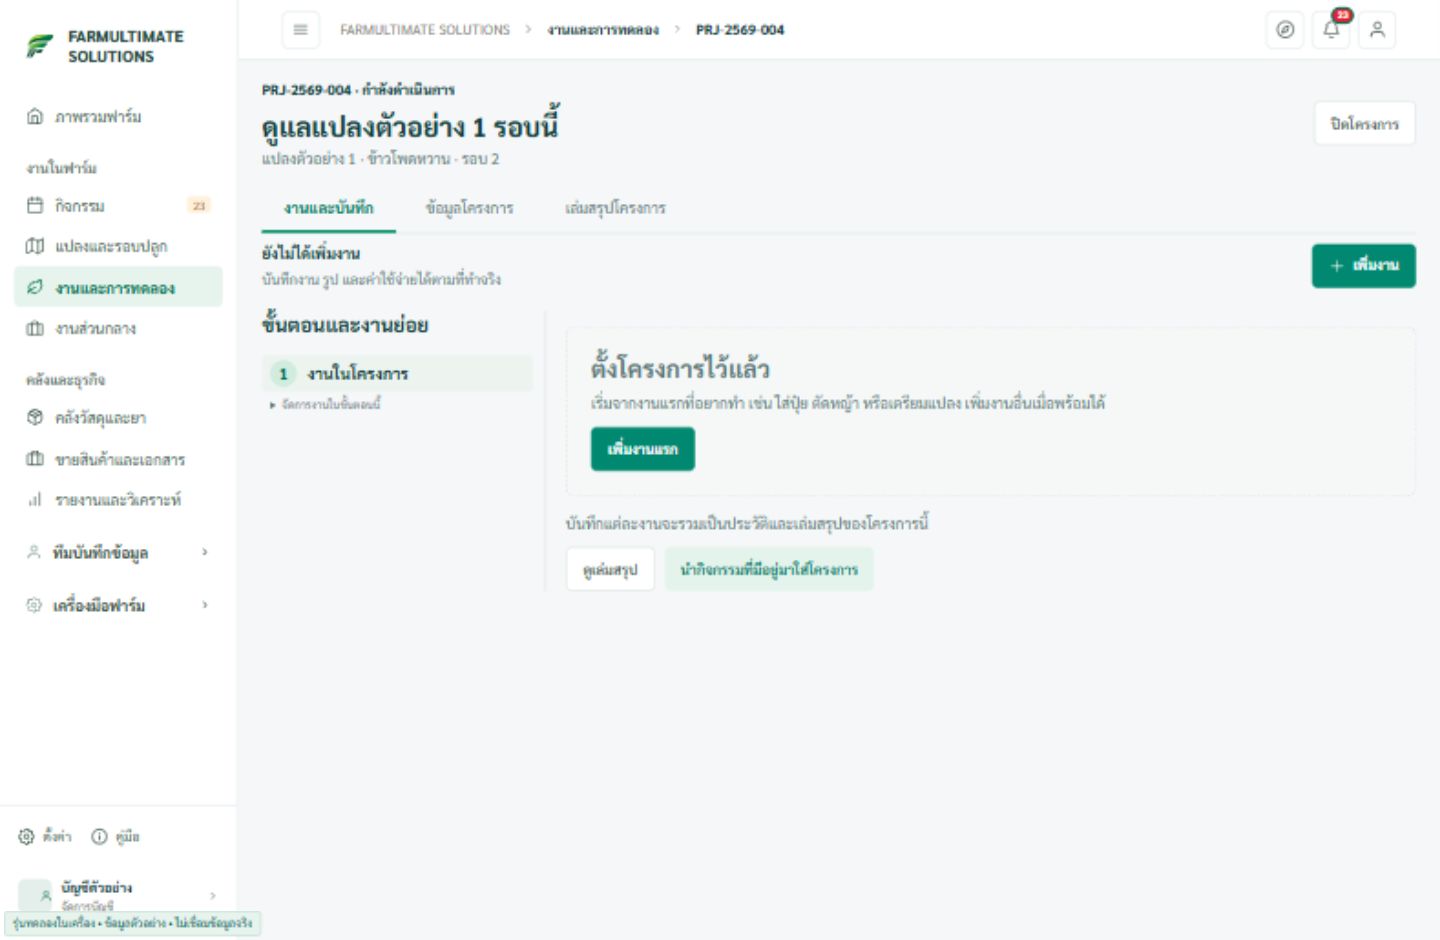 FARMULTIMATE
SOLUTIONS
ภาพรวมฟาร์ม
งานในฟาร์ม
กิจกรรม
23
แปลงและรอบปลูก
งานและการทดลอง
งานส่วนกลาง
คลังและธุรกิจ
คลังวัสดุและยา
ขายสินค้าและเอกสาร
รายงานและวิเคราะห์
ทีมบันทึกข้อมูล
เครื่องมือฟาร์ม
ตั้งค่า
คู่มือ
บัญชีตัวอย่าง
จัดการบัญชี
รุ่นทดลองในเครื่อง • ข้อมูลตัวอย่าง • ไม่เชื่อมข้อมูลจริง
FARMULTIMATE SOLUTIONS > งานและการทดลอง > PRJ-2569-004
23
PRJ-2569-004 · กำลังดำเนินการ
ดูแลแปลงตัวอย่าง 1 รอบนี้
แปลงตัวอย่าง 1 · ข้าวโพดหวาน · รอบ 2
ปิดโครงการ
งานและบันทึก
ข้อมูลโครงการ
เล่มสรุปโครงการ
ยังไม่ได้เพิ่มงาน
บันทึกงาน รูป และค่าใช้จ่ายได้ตามที่ทำจริง
+ เพิ่มงาน
ขั้นตอนและงานย่อย
1 งานในโครงการ
จัดการงานในขั้นตอนนี้
ตั้งโครงการไว้แล้ว
เริ่มจากงานแรกที่อยากทำ เช่น ใส่ปุ๋ย ตัดหญ้า หรือเตรียมแปลง เพิ่มงานอื่นเมื่อพร้อมได้
เพิ่มงานแรก
บันทึกแต่ละงานจะรวมเป็นประวัติและเล่มสรุปของโครงการนี้
ดูเล่มสรุป
นำกิจกรรมที่มีอยู่มาใส่โครงการ